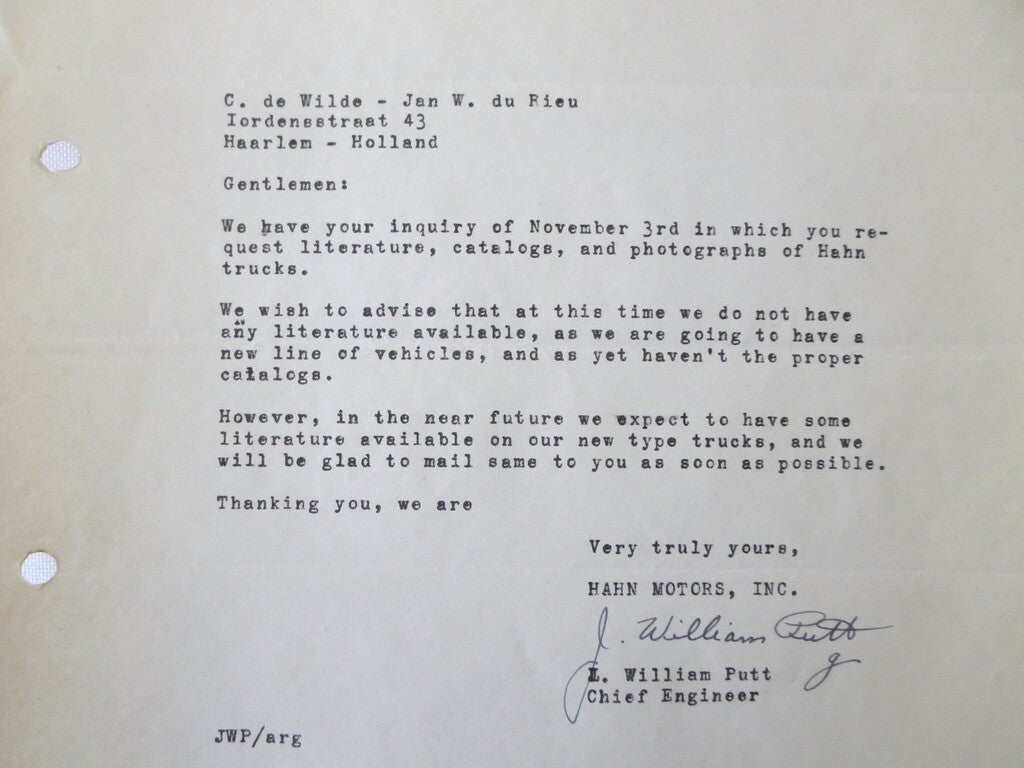 C. de Wilde - Jan W. du Rieu
Iordensstraat 43
Haarlem - Holland
Gentlemen:
We have your inquiry of November 3rd in which you re-
quest literature, catalogs, and photographs of Hahn
trucks.
We wish to advise that at this time we do not have
any literature available, as we are going to have a
new line of vehicles, and as yet haven't the proper
catalogs.
However, in the near future we expect to have some
literature available on our new type trucks, and we
will be glad to mail same to you as soon as possible.
Thanking you, we are
Very truly yours,
HAHN MOTORS, INC.
J. William Putt
g
I. William Putt
Chief Engineer
JWP/arg